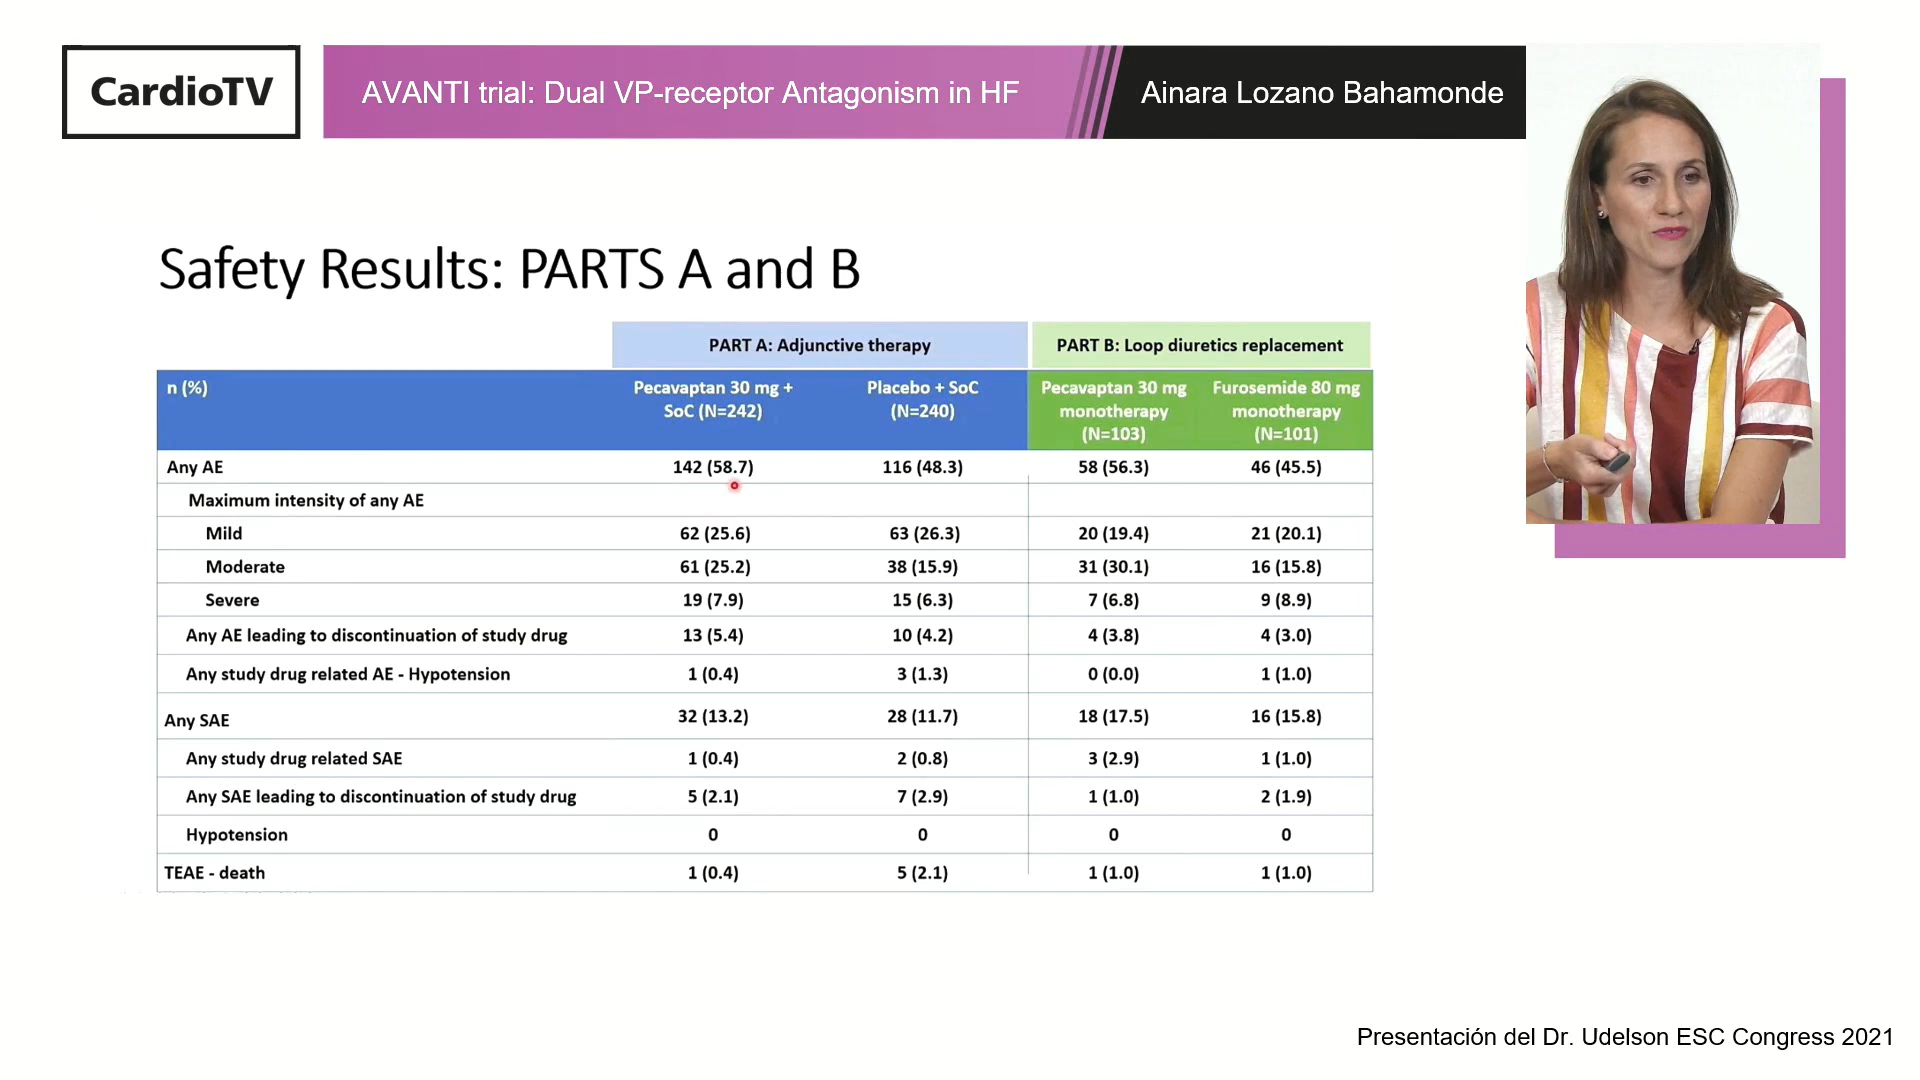 CardioTV
AVANTI trial: Dual VP-receptor Antagonism in HF
Ainara Lozano Bahamonde
Safety Results: PARTS A and B
PART A: Adjunctive therapy PART B: Loop diuretics replacement
n (%) Pecavaptan 30 mg + SoC (N=242) Placebo + SoC (N=240) Pecavaptan 30 mg monotherapy (N=103) Furosemide 80 mg monotherapy (N=101)
Any AE 142 (58.7) 116 (48.3) 58 (56.3) 46 (45.5)
Maximum intensity of any AE
Mild 62 (25.6) 63 (26.3) 20 (19.4) 21 (20.1)
Moderate 61 (25.2) 38 (15.9) 31 (30.1) 16 (15.8)
Severe 19 (7.9) 15 (6.3) 7 (6.8) 9 (8.9)
Any AE leading to discontinuation of study drug 13 (5.4) 10 (4.2) 4 (3.8) 4 (3.0)
Any study drug related AE - Hypotension 1 (0.4) 3 (1.3) 0 (0.0) 1 (1.0)
Any SAE 32 (13.2) 28 (11.7) 18 (17.5) 16 (15.8)
Any study drug related SAE 1 (0.4) 2 (0.8) 3 (2.9) 1 (1.0)
Any SAE leading to discontinuation of study drug 5 (2.1) 7 (2.9) 1 (1.0) 2 (1.9)
Hypotension 0 0 0 0
TEAE - death 1 (0.4) 5 (2.1) 1 (1.0) 1 (1.0)
Presentación del Dr. Udelson ESC Congress 2021